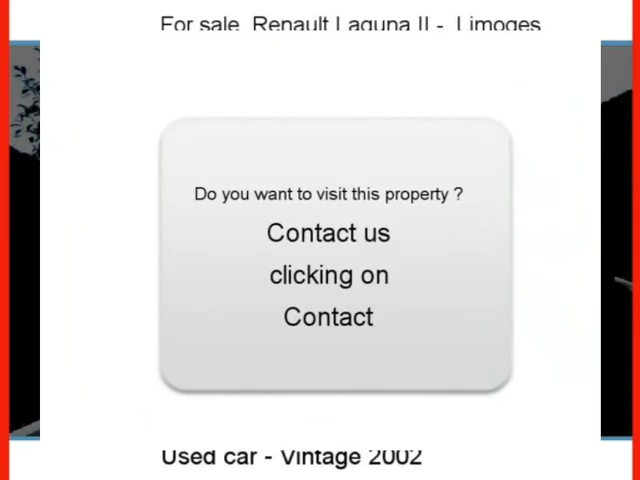 For sale Renault Laguna II - Limoges
Do you want to visit this property ?
Contact us
clicking on
Contact
Used car - Vintage 2002